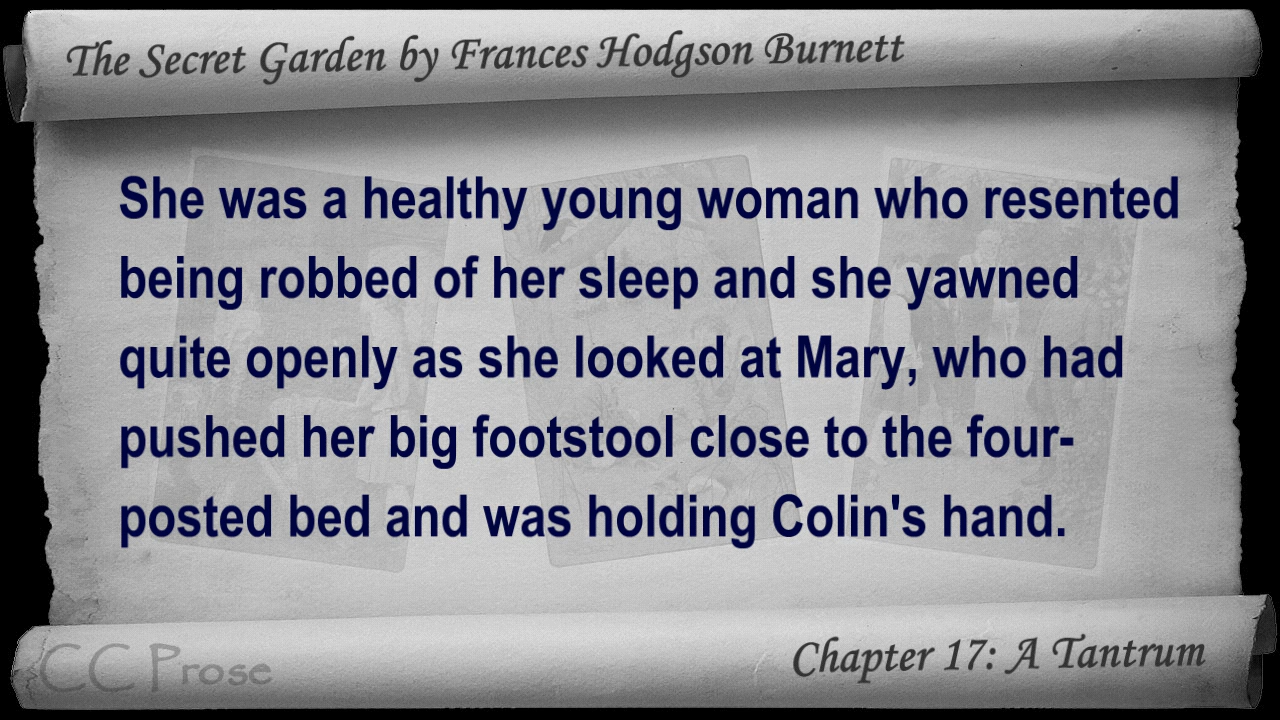 The Secret Garden by Frances Hodgson Burnett
She was a healthy young woman who resented
being robbed of her sleep and she yawned
quite openly as she looked at Mary, who had
pushed her big footstool close to the four-
posted bed and was holding Colin's hand.
CC Prose
Chapter 17: A Tantrum